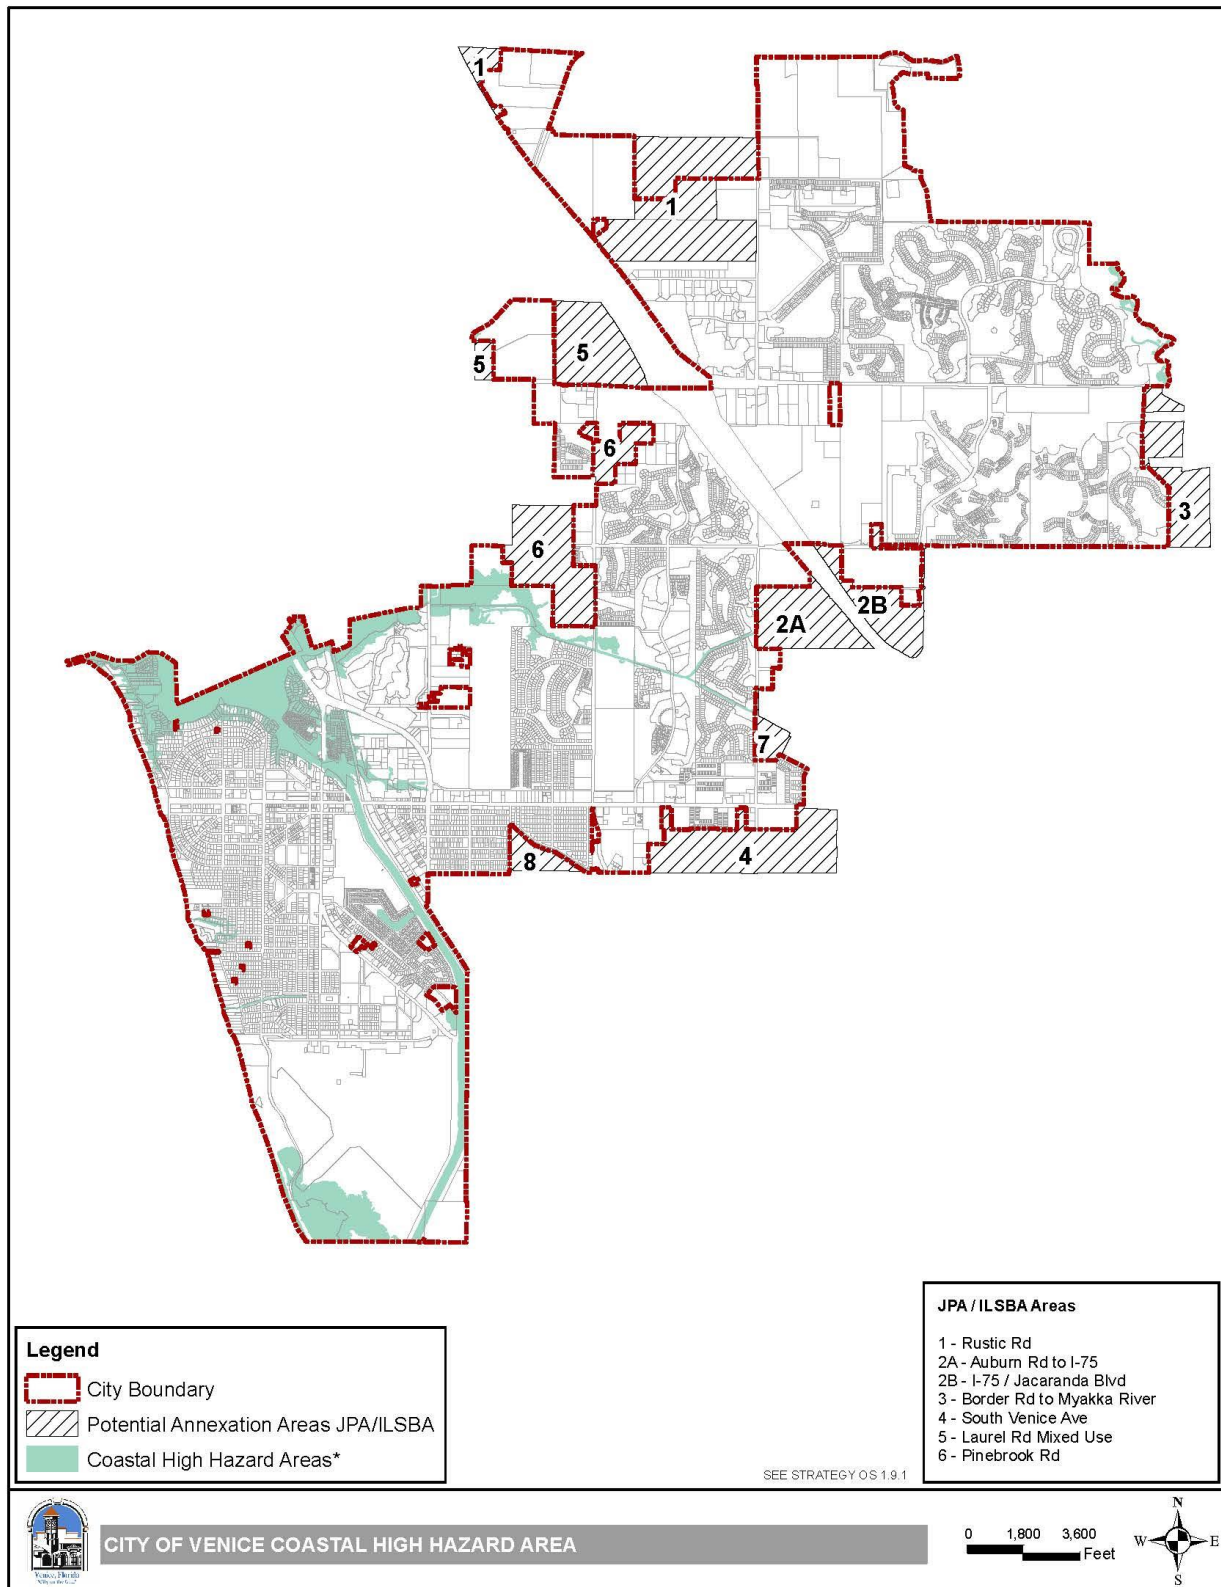 1
1
5
5
6
3
6
2B
2A
7
4
8
JPA / ILSBA Areas
1 - Rustic Rd
2A - Auburn Rd to I-75
2B - I-75 / Jacaranda Blvd
3 - Border Rd to Myakka River
4 - South Venice Ave
5 - Laurel Rd Mixed Use
6 - Pinebrook Rd
Legend
City Boundary
Potential Annexation Areas JPA/ILSBA
Coastal High Hazard Areas*
SEE STRATEGY OS 1.9.1
CITY OF VENICE COASTAL HIGH HAZARD AREA
Venice, Florida
0 1,800 3,600
Feet
N
W E
S